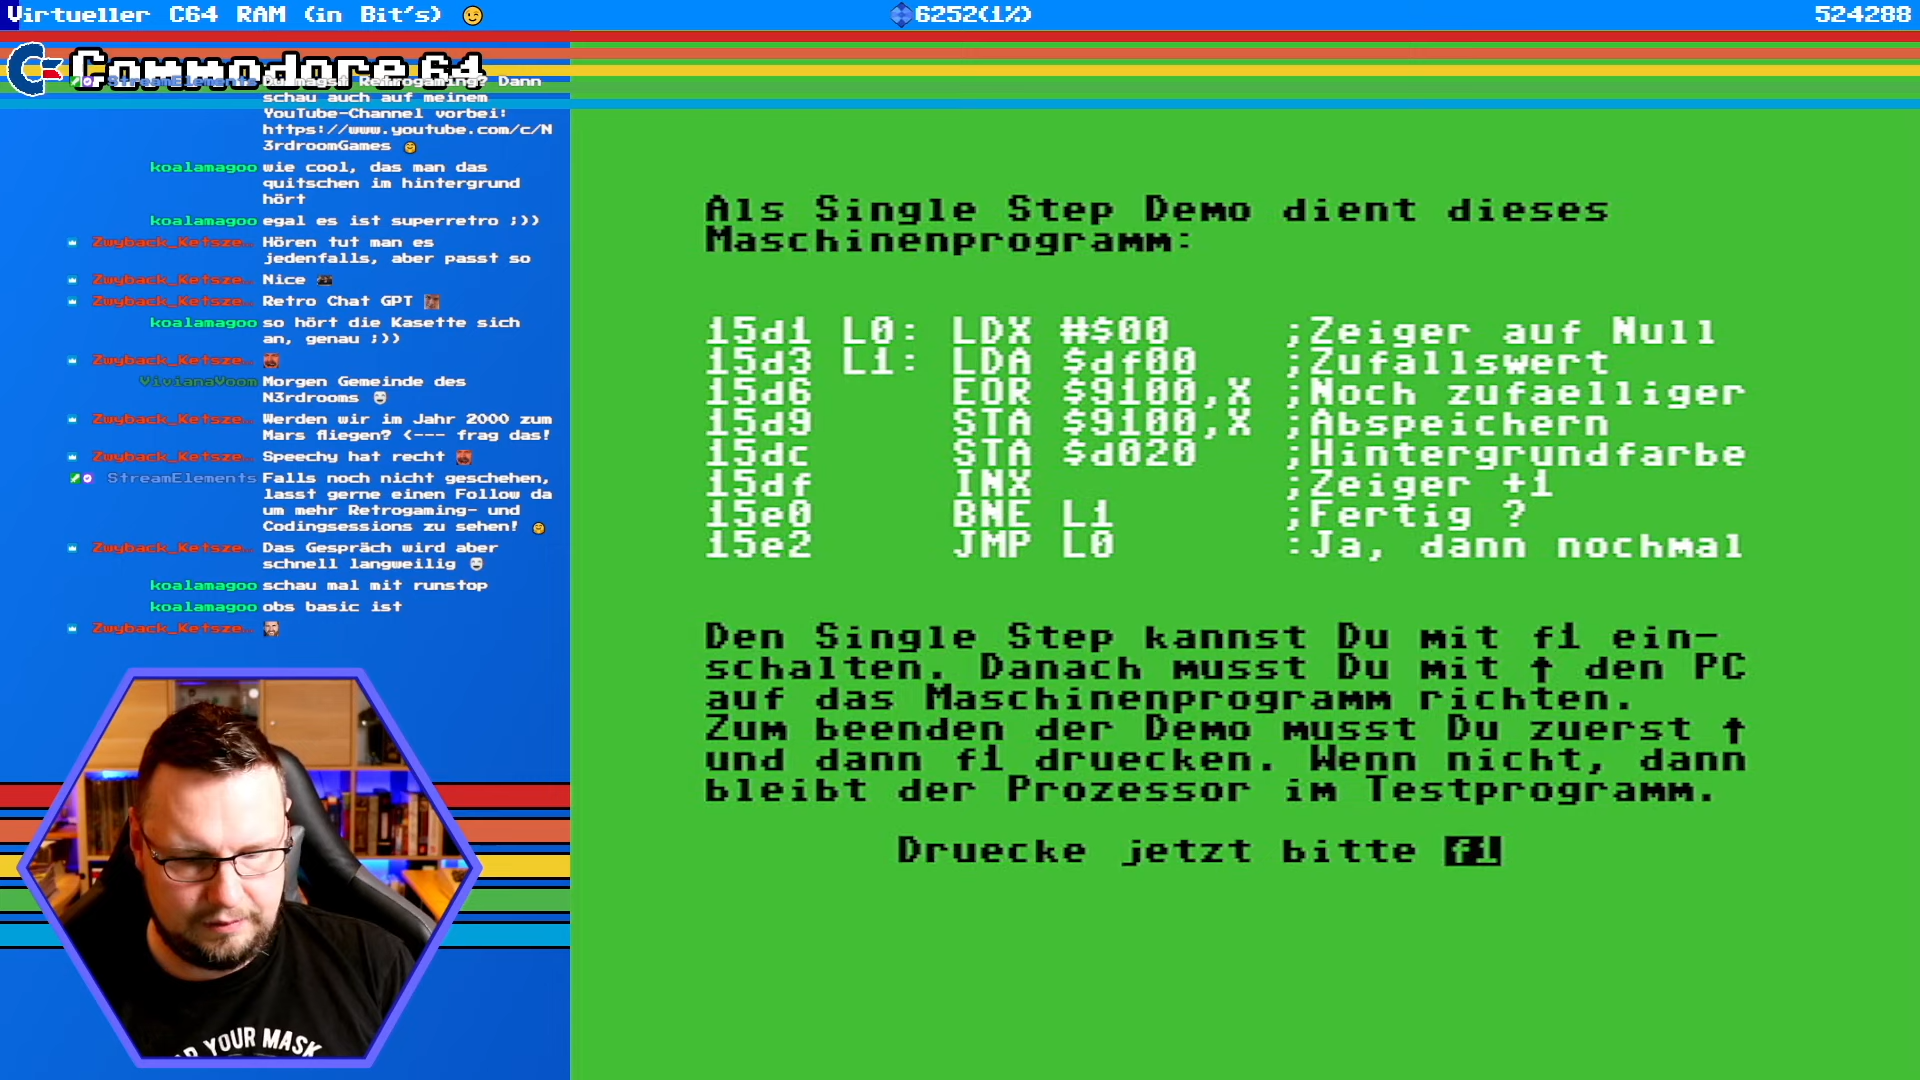 Virtueller C64 RAM (in Bit's)
6252(1%)
524288
Commodore 64
StreamElements Du magst Retrogaming? Dann
schau auch auf meinem
YouTube-Channel vorbei:
https://www.youtube.com/c/N
3rdroomGames
koalamagoo wie cool, das man das
quitschen im hintergrund
hört
koalamagoo egal es ist superretro ;))
Zwyback_Ketsze… Hören tut man es
jedenfalls, aber passt so
Zwyback_Ketsze… Nice
Zwyback_Ketsze… Retro Chat GPT
koalamagoo so hört die Kasette sich
an, genau ;))
Zwyback_Ketsze…
VivianaVoom Morgen Gemeinde des
N3rdrooms
Zwyback_Ketsze… Werden wir im Jahr 2000 zum
Mars fliegen? <--- frag das!
Zwyback_Ketsze… Speechy hat recht
StreamElements Falls noch nicht geschehen,
lasst gerne einen Follow da
um mehr Retrogaming- und
Codingsessions zu sehen!
Zwyback_Ketsze… Das Gespräch wird aber
schnell langweilig
koalamagoo schau mal mit runstop
koalamagoo obs basic ist
Zwyback_Ketsze…
YOUR MASK
Als Single Step Demo dient dieses
Maschinenprogramm:
15d1 L0: LDX #$00 ;Zeiger auf Null
15d3 L1: LDA $df00 ;Zufallswert
15d6 EOR $9100,X ;Noch zufaelliger
15d9 STA $9100,X ;Abspeichern
15dc STA $d020 ;Hintergrundfarbe
15df INX ;Zeiger +1
15e0 BNE L1 ;Fertig ?
15e2 JMP L0 :Ja, dann nochmal
Den Single Step kannst Du mit f1 ein-
schalten. Danach musst Du mit ↑ den PC
auf das Maschinenprogramm richten.
Zum beenden der Demo musst Du zuerst ↑
und dann f1 druecken. Wenn nicht, dann
bleibt der Prozessor im Testprogramm.
Druecke jetzt bitte f1